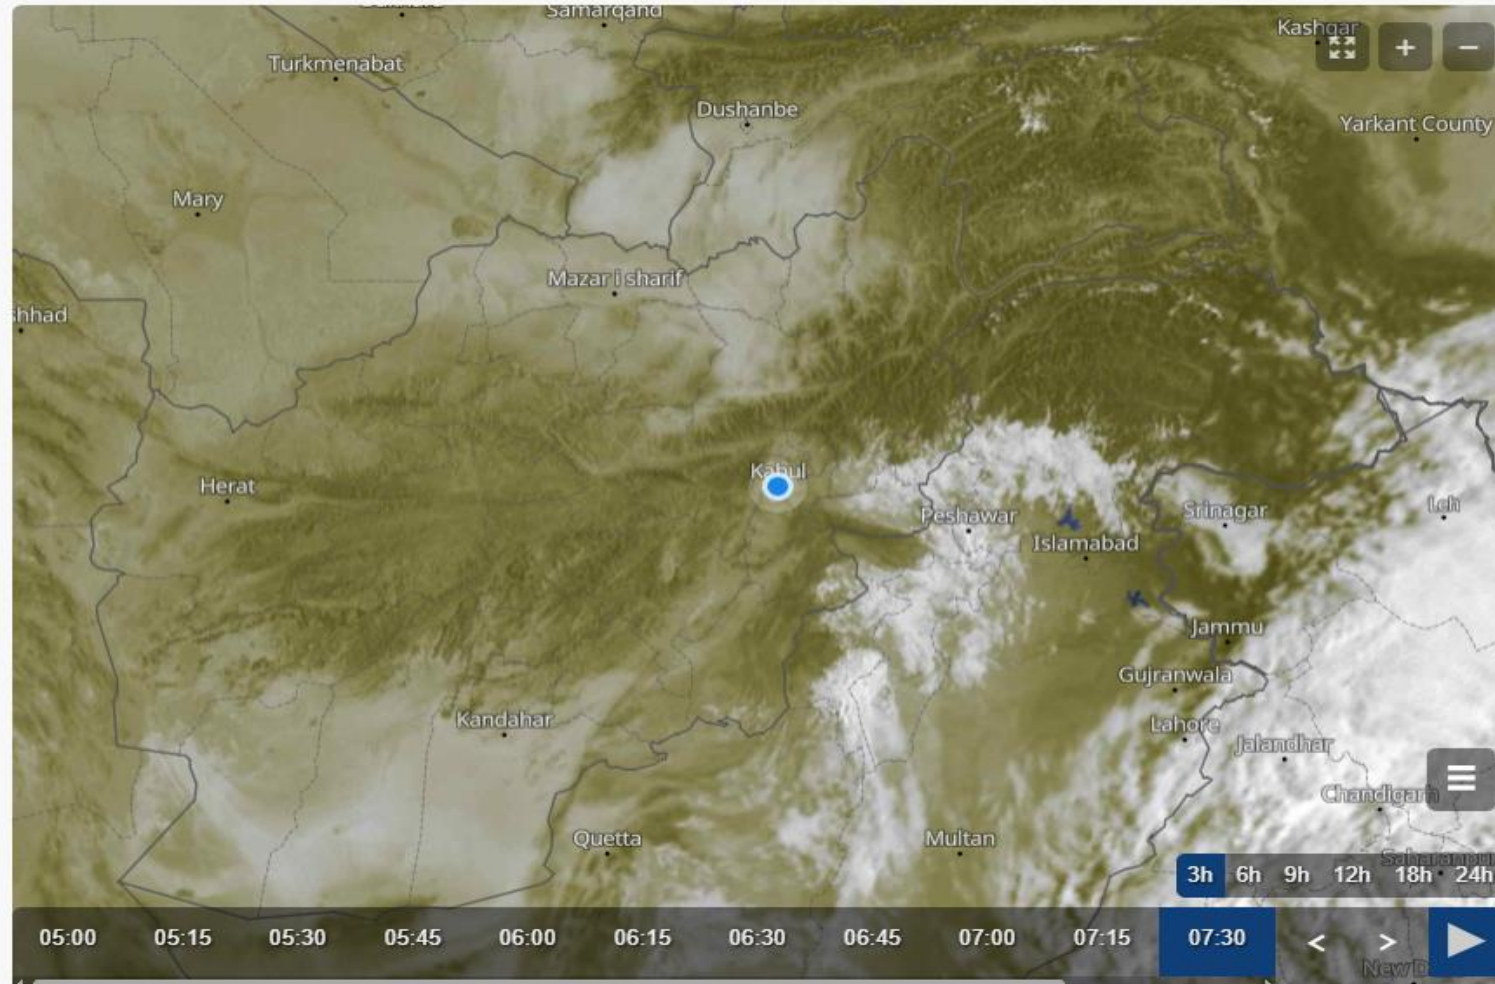 Samarqand
Kashgar
Turkmenabat
Dushanbe
Yarkant County
Mary
Mazar i sharif
shhad
Kabul
Herat
Srinagar
Peshawar
Islamabad
Jammu
Gujranwala
Kandahar
Lahore
Jalandhar
Chandigarh
Quetta
Multan
Saharanpur
3h 6h 9h 12h 18h 24h
05:00 05:15 05:30 05:45 06:00 06:15 06:30 06:45 07:00 07:15 07:30 < >
New D